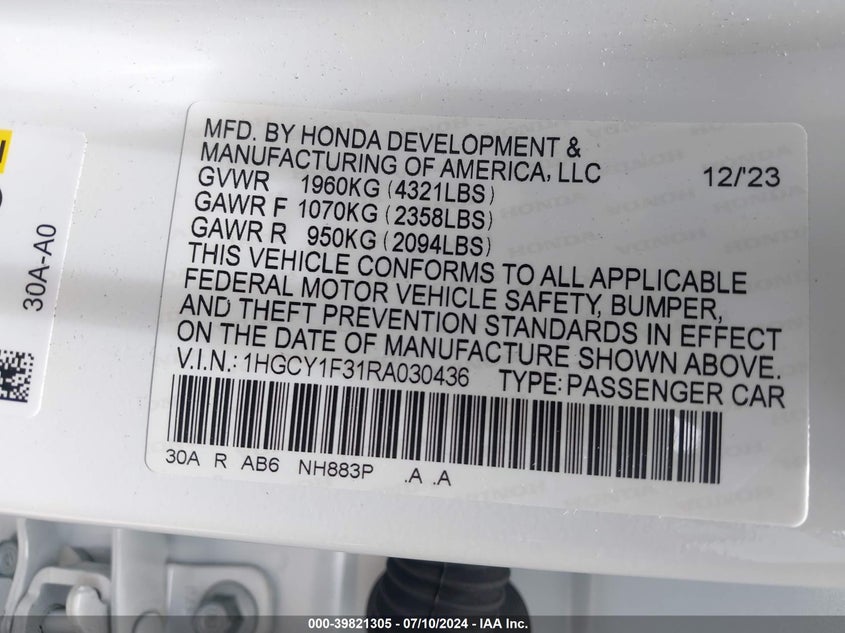 MFD. BY HONDA DEVELOPMENT &
MANUFACTURING OF AMERICA, LLC 12/'23
GVWR 1960KG (4321LBS)
GAWR F 1070KG (2358LBS)
GAWR R 950KG (2094LBS)
THIS VEHICLE CONFORMS TO ALL APPLICABLE
FEDERAL MOTOR VEHICLE SAFETY, BUMPER,
AND THEFT PREVENTION STANDARDS IN EFFECT
ON THE DATE OF MANUFACTURE SHOWN ABOVE.
V.I.N.: 1HGCY1F31RA030436 TYPE: PASSENGER CAR
30A R AB6 NH883P .A .A
30A-A0
000-39821305 - 07/10/2024 - IAA Inc.